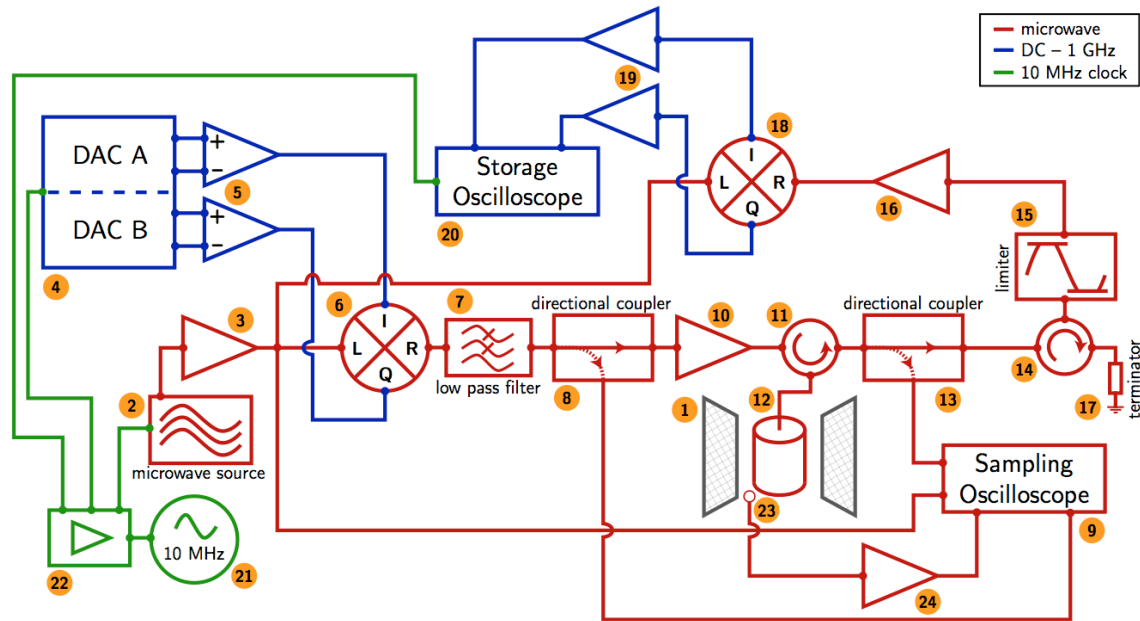 microwave
DC – 1 GHz
10 MHz clock
19
18
DAC A
DAC B
+
−
+
−
5
4
Storage
Oscilloscope
20
I
L
R
Q
16
15
limiter
3
6
7
I
L
R
Q
low pass filter
directional coupler
8
10
11
directional coupler
13
14
17
terminator
2
microwave source
1
12
23
Sampling
Oscilloscope
9
24
10 MHz
21
22